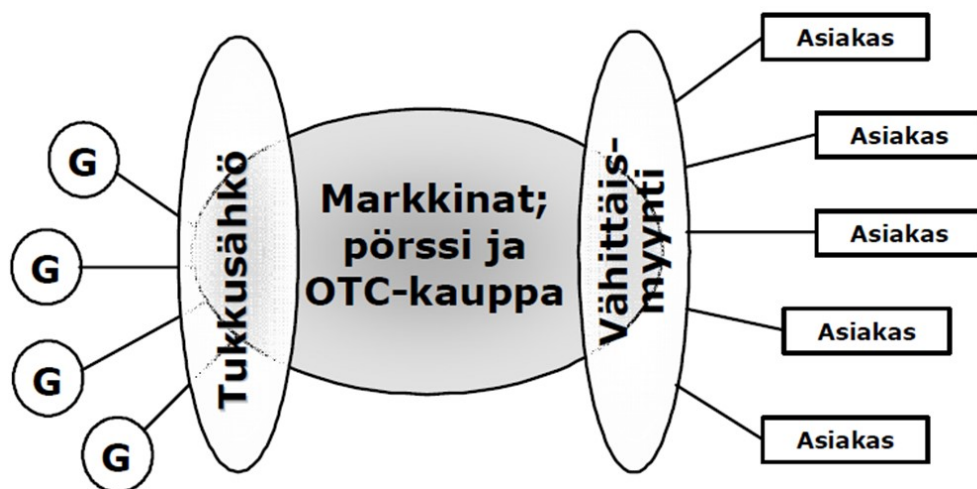 G
G
G
G
Tukkusähkö
Markkinat;
pörssi ja
OTC-kauppa
Vähittäis-
myynti
Asiakas
Asiakas
Asiakas
Asiakas
Asiakas